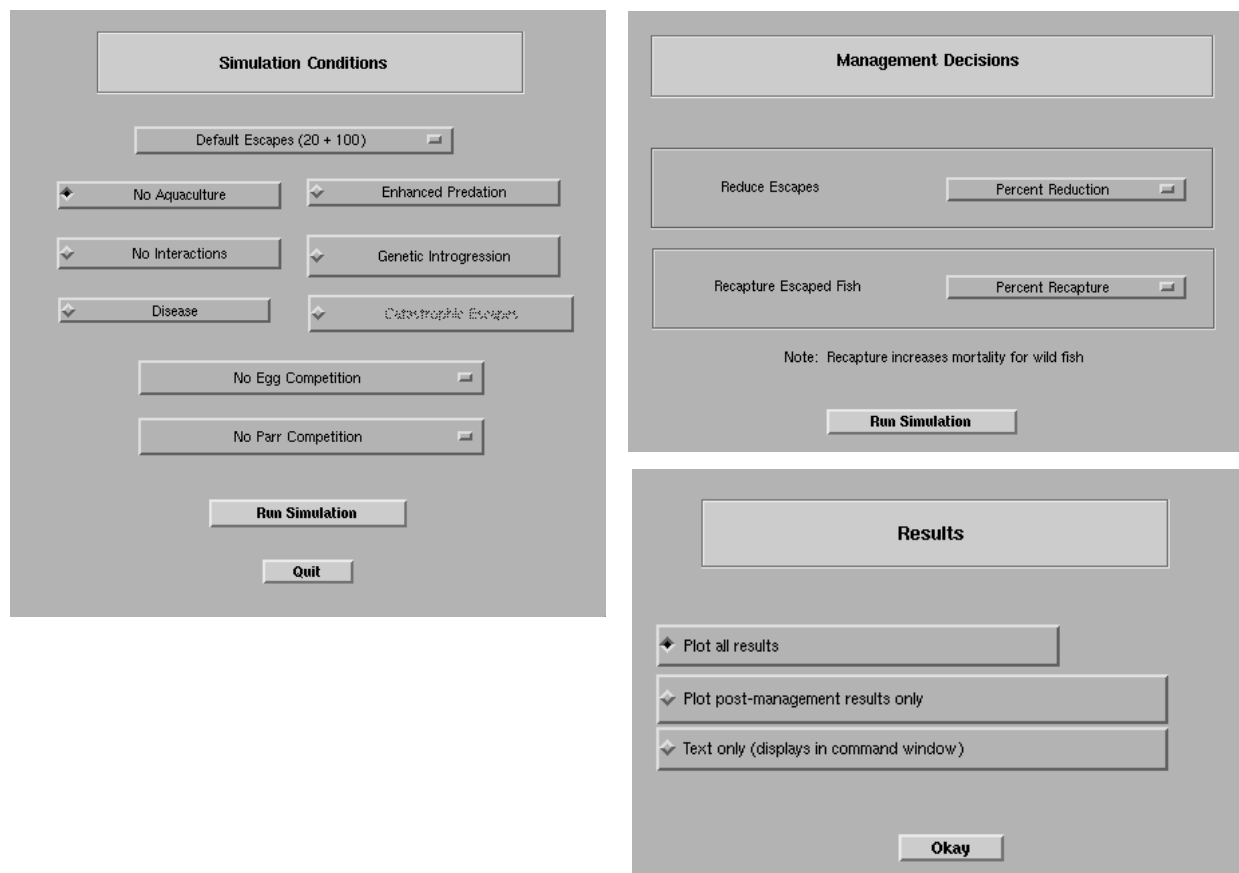 Simulation Conditions
Default Escapes (20 + 100)
No Aquaculture
Enhanced Predation
No Interactions
Genetic Introgression
Disease
Catastrophic Escapes
No Egg Competition
No Parr Competition
Run Simulation
Quit
Management Decisions
Reduce Escapes
Percent Reduction
Recapture Escaped Fish
Percent Recapture
Note: Recapture increases mortality for wild fish
Run Simulation
Results
Plot all results
Plot post-management results only
Text only (displays in command window)
Okay